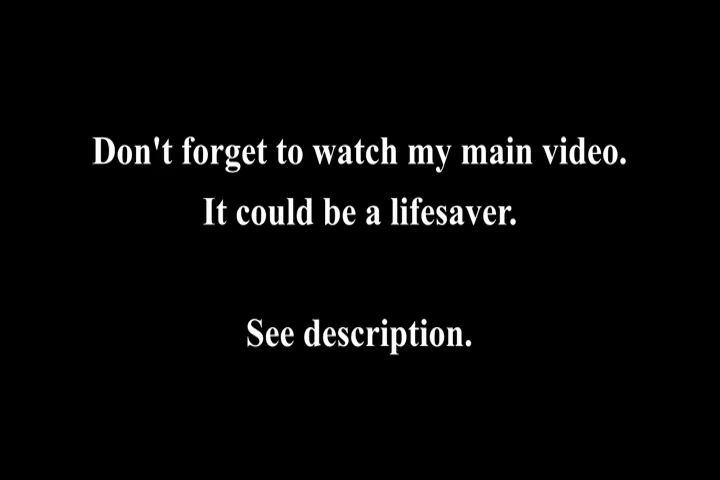 Don't forget to watch my main video.
It could be a lifesaver.
See description.